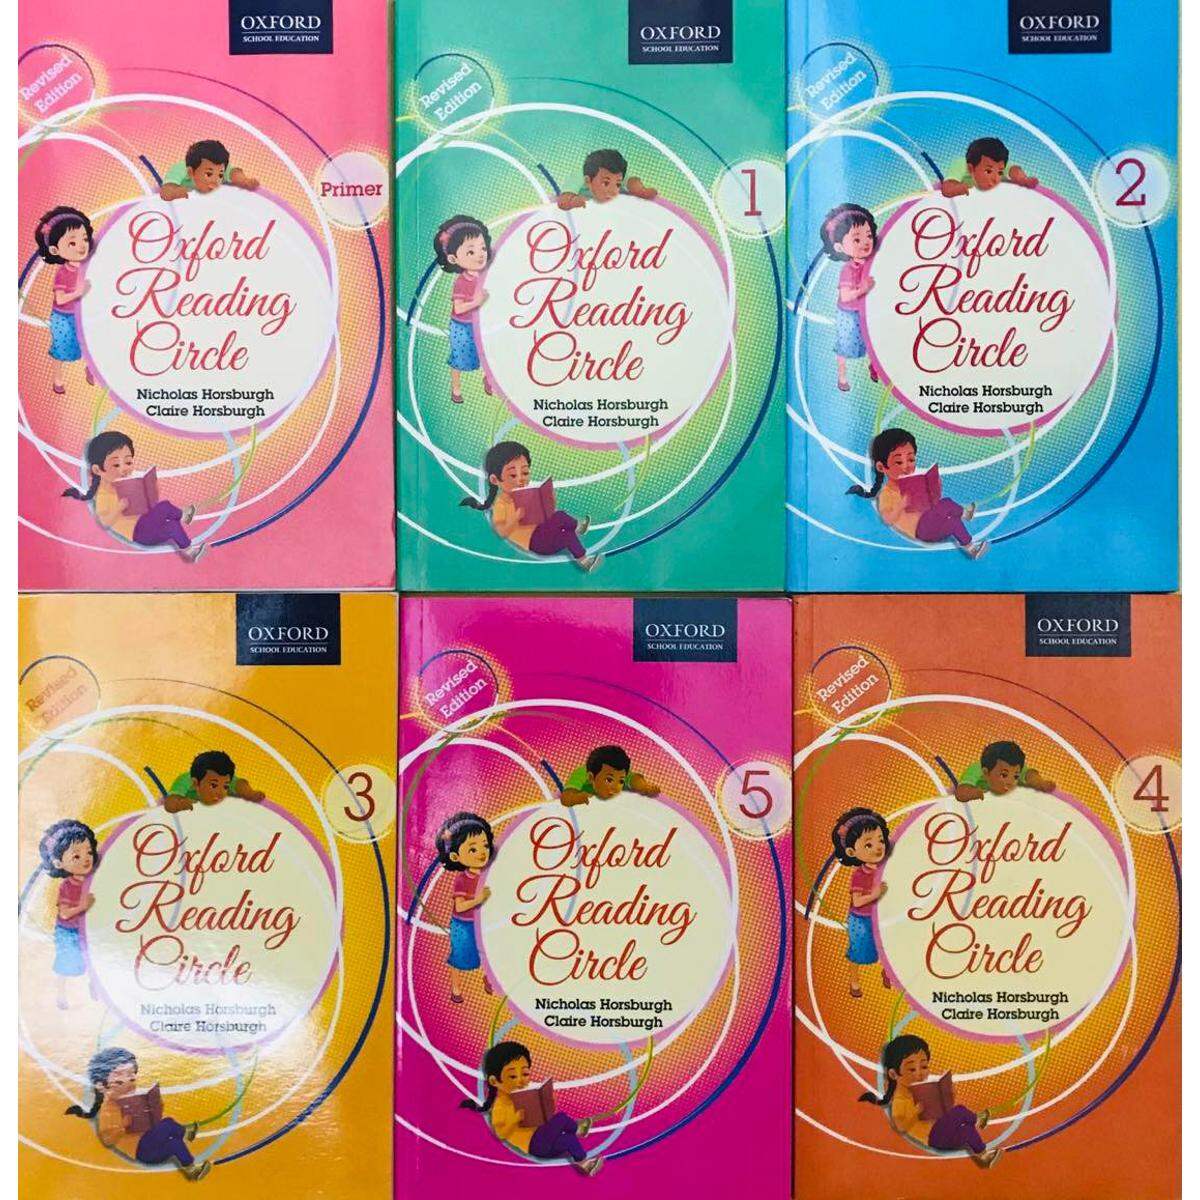 OXFORD
SCHOOL EDUCATION
Revised
Edition
Primer
Oxford
Reading
Circle
Nicholas Horsburgh
Claire Horsburgh
OXFORD
SCHOOL EDUCATION
Revised
Edition
1
Oxford
Reading
Circle
Nicholas Horsburgh
Claire Horsburgh
OXFORD
SCHOOL EDUCATION
Revised
Edition
2
Oxford
Reading
Circle
Nicholas Horsburgh
Claire Horsburgh
OXFORD
SCHOOL EDUCATION
Revised
Edition
3
Oxford
Reading
Circle
Nicholas Horsburgh
Claire Horsburgh
OXFORD
SCHOOL EDUCATION
Revised
Edition
5
Oxford
Reading
Circle
Nicholas Horsburgh
Claire Horsburgh
OXFORD
SCHOOL EDUCATION
Revised
Edition
4
Oxford
Reading
Circle
Nicholas Horsburgh
Claire Horsburgh